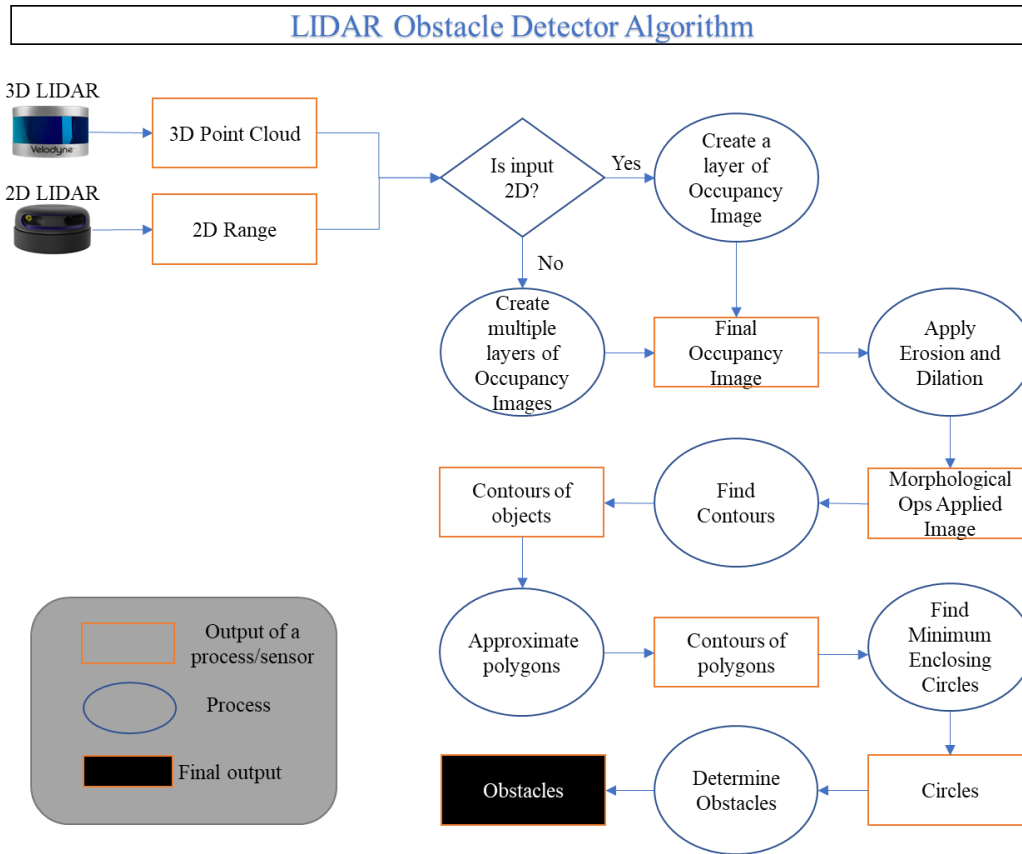 LIDAR Obstacle Detector Algorithm
3D LIDAR
Velodyne
3D Point Cloud
2D LIDAR
2D Range
Is input
2D?
Yes
Create a
layer of
Occupancy
Image
No
Create
multiple
layers of
Occupancy
Images
Final
Occupancy
Image
Apply
Erosion and
Dilation
Morphological
Ops Applied
Image
Find
Contours
Contours of
objects
Approximate
polygons
Contours of
polygons
Find
Minimum
Enclosing
Circles
Circles
Determine
Obstacles
Obstacles
Output of a
process/sensor
Process
Final output